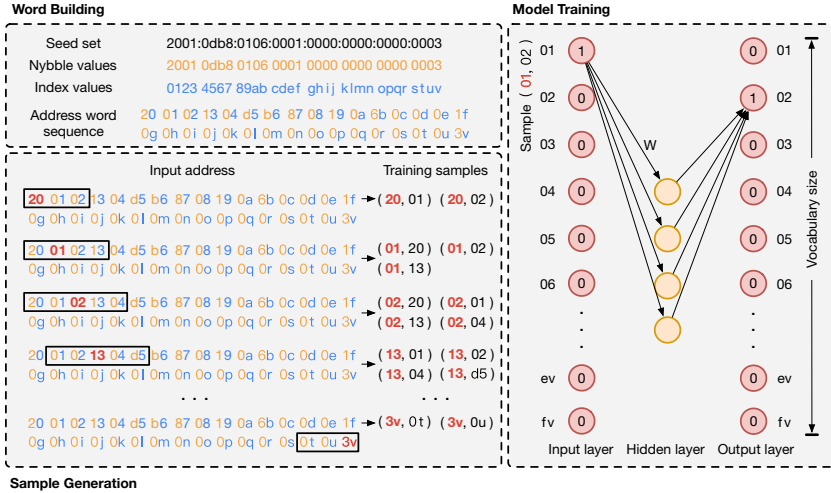 Word Building
Seed set 2001:0db8:0106:0001:0000:0000:0000:0003
Nybble values 2001 0db8 0106 0001 0000 0000 0000 0003
Index values 0123 4567 89ab cdef ghij klmn opqr stuv
Address word sequence
20 01 02 13 04 d5 b6 87 08 19 0a 6b 0c 0d 0e 1f
0g 0h 0i 0j 0k 0l 0m 0n 0o 0p 0q 0r 0s 0t 0u 3v
Input address Training samples
20 01 02 13 04 d5 b6 87 08 19 0a 6b 0c 0d 0e 1f (20, 01) (20, 02)
0g 0h 0i 0j 0k 0l 0m 0n 0o 0p 0q 0r 0s 0t 0u 3v
20 01 02 13 04 d5 b6 87 08 19 0a 6b 0c 0d 0e 1f (01, 20) (01, 02)
0g 0h 0i 0j 0k 0l 0m 0n 0o 0p 0q 0r 0s 0t 0u 3v (01, 13)
20 01 02 13 04 d5 b6 87 08 19 0a 6b 0c 0d 0e 1f (02, 20) (02, 01)
0g 0h 0i 0j 0k 0l 0m 0n 0o 0p 0q 0r 0s 0t 0u 3v (02, 13) (02, 04)
20 01 02 13 04 d5 b6 87 08 19 0a 6b 0c 0d 0e 1f (13, 01) (13, 02)
0g 0h 0i 0j 0k 0l 0m 0n 0o 0p 0q 0r 0s 0t 0u 3v (13, 04) (13, d5)
. . . . . .
20 01 02 13 04 d5 b6 87 08 19 0a 6b 0c 0d 0e 1f (3v, 0t) (3v, 0u)
0g 0h 0i 0j 0k 0l 0m 0n 0o 0p 0q 0r 0s 0t 0u 3v
Sample Generation
Model Training
Sample (01, 02)
01 1 0 01
02 0 1 02
03 0 0 03
W
04 0 0 04
05 0 0 05
06 0 0 06
. . .
ev 0 0 ev
fv 0 0 fv
Input layer Hidden layer Output layer
Vocabulary size